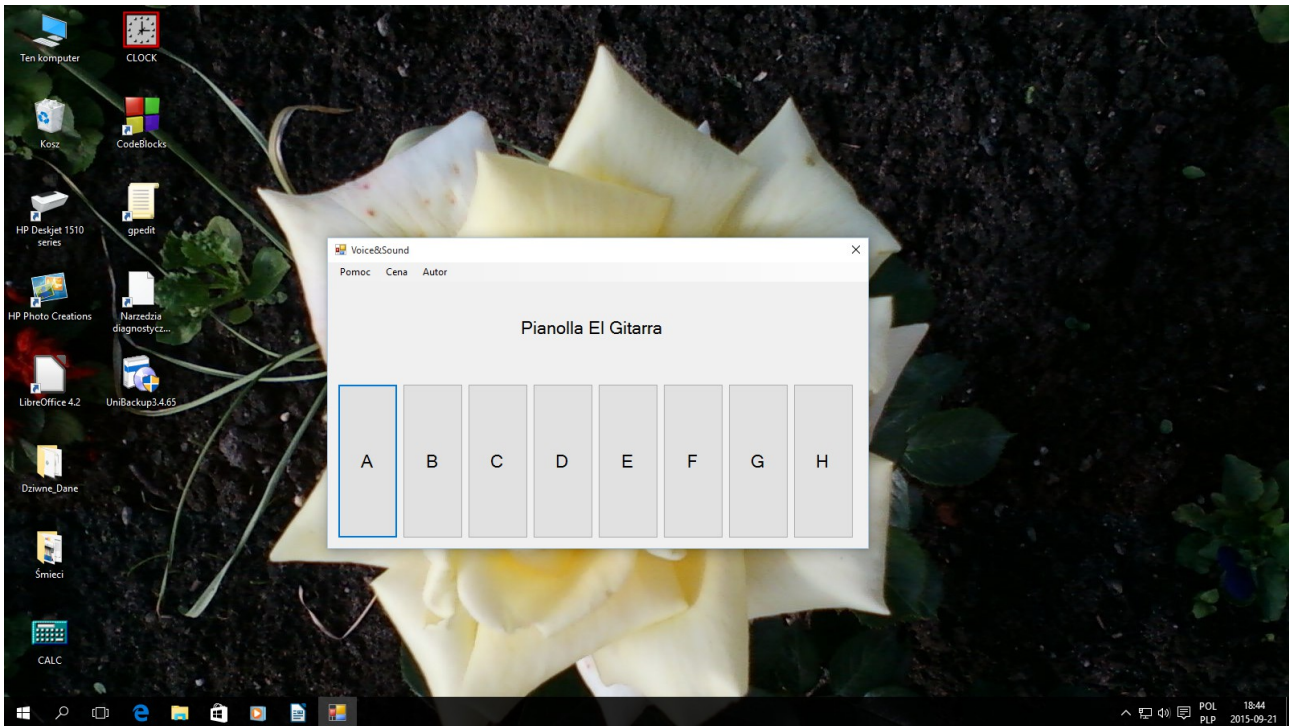 Ten komputer
CLOCK
Kosz
CodeBlocks
HP Deskjet 1510
series
gpedit
HP Photo Creations
Narzedzia
diagnostycz...
LibreOffice 4.2
UniBackup3.4.65
Dziwne_Dane
Śmieci
CALC
Voice&Sound
Pomoc Cena Autor
Pianolla El Gitarra
A B C D E F G H
POL 18:44
PLP 2015-09-21